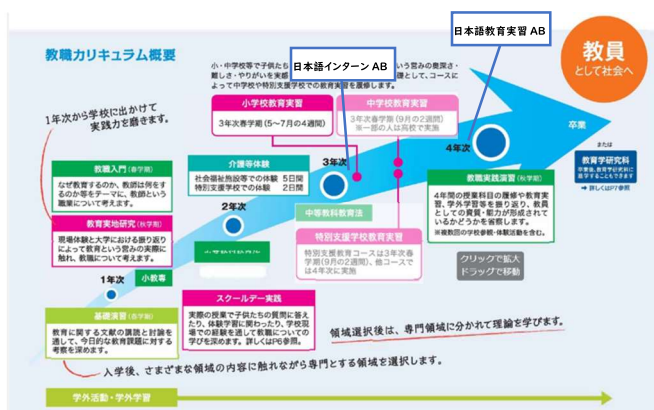 日本語教育実習 AB
教職カリキュラム概要
日本語インターン AB
小・中学校等で子供たち
いう営みの奥深さ・
難しさ・やりがいを実感
理として、コースに
よって中学校や特別支援学校での教育実習を履修します。
教員
として社会へ
1年次から学校に出かけて
実践力を磨きます。
小学校教育実習
3年次春学期(5〜7月の4週間)
中学校教育実習
3年次春学期(9月の2週間)
※一部の人は高校で実施
卒業
または
教育学研究科
➡ 詳しくはP7参照
4年次
教職入門(春学期)
なぜ教育するのか、教師は何をするのか等をテーマに、教師という職業について考えます。
介護等体験
社会福祉施設等での体験 5日間
特別支援学校での体験 2日間
3年次
教職実践演習(秋学期)
4年間の授業科目の履修や教育実習、学外学習等を振り返り、教員としての資質・能力が形成されているかどうかを省察します。
※複数回の学校参観・体験活動を含む。
教育実地研究(秋学期)
現場体験と大学における振り返りによって教育という営みの実際に触れ、教職について考えます。
2年次
中等教科教育法
特別支援学校教育実習
特別支援教育コースは3年次春学期(9月の2週間)、他コースでは4年次に実施
クリックで拡大
ドラッグで移動
1年次
小教専
基礎演習(春学期)
教育に関する文献の講読と討論を通して、今日的な教育課題に対する考察を深めます。
スクールデー実践
実際の授業で子供たちの質問に答えたり、体験学習に関わったり、学校現場での経験を通して教職についての学びを深めます。詳しくはP6参照。
領域選択後は、専門領域に分かれて理論を学びます。
入学後、さまざまな領域の内容に触れながら専門とする領域を選択します。
学外活動・学外学習